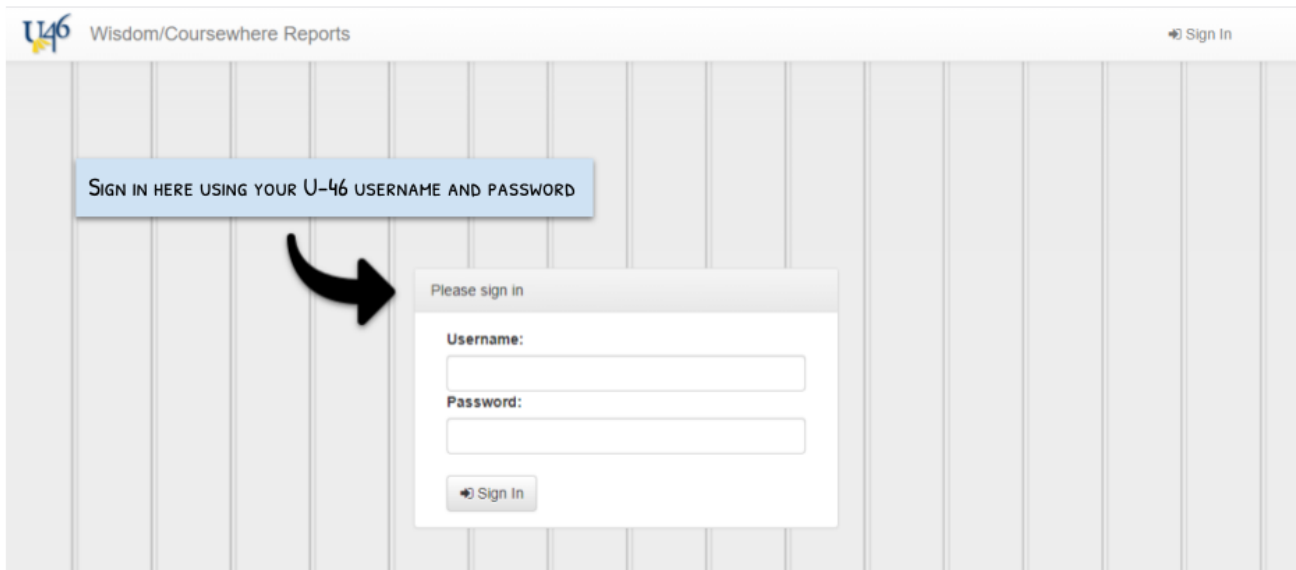 U46 Wisdom/Coursewhere Reports Sign In
Sign in here using your U-46 username and password
Please sign in
Username:
Password:
Sign In